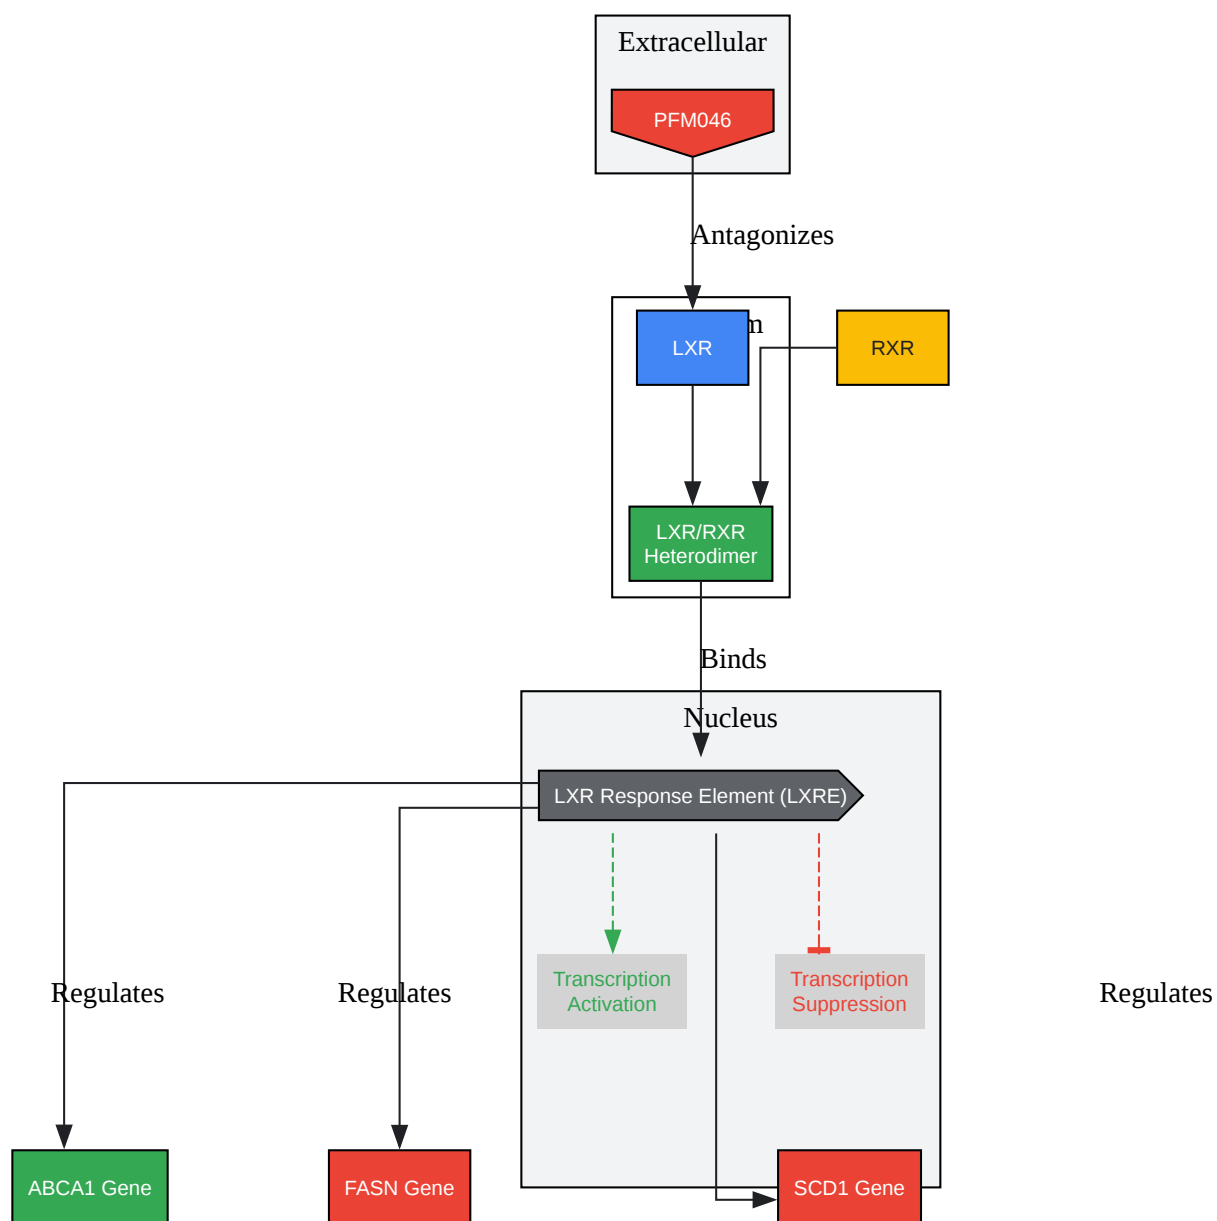 Extracellular
PFM046
Antagonizes
LXR
RXR
LXR/RXR
Heterodimer
Binds
Nucleus
LXR Response Element (LXRE)
Transcription
Activation
Transcription
Suppression
Regulates
Regulates
Regulates
ABCA1 Gene
FASN Gene
SCD1 Gene